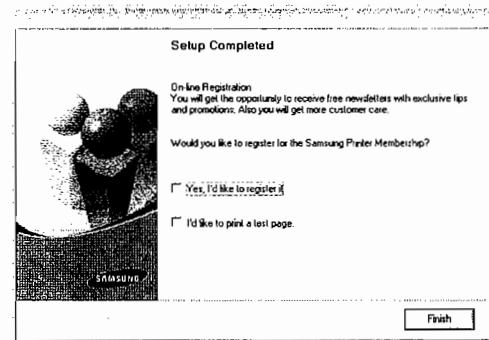 Setup Completed
On-line Registration
You will get the opportunity to receive free newsletters with exclusive tips
and promotions. Also you will get more customer care.
Would you like to register for the Samsung Printer Membership?
Yes, I'd like to register it
I'd like to print a test page.
SAMSUNG
Finish